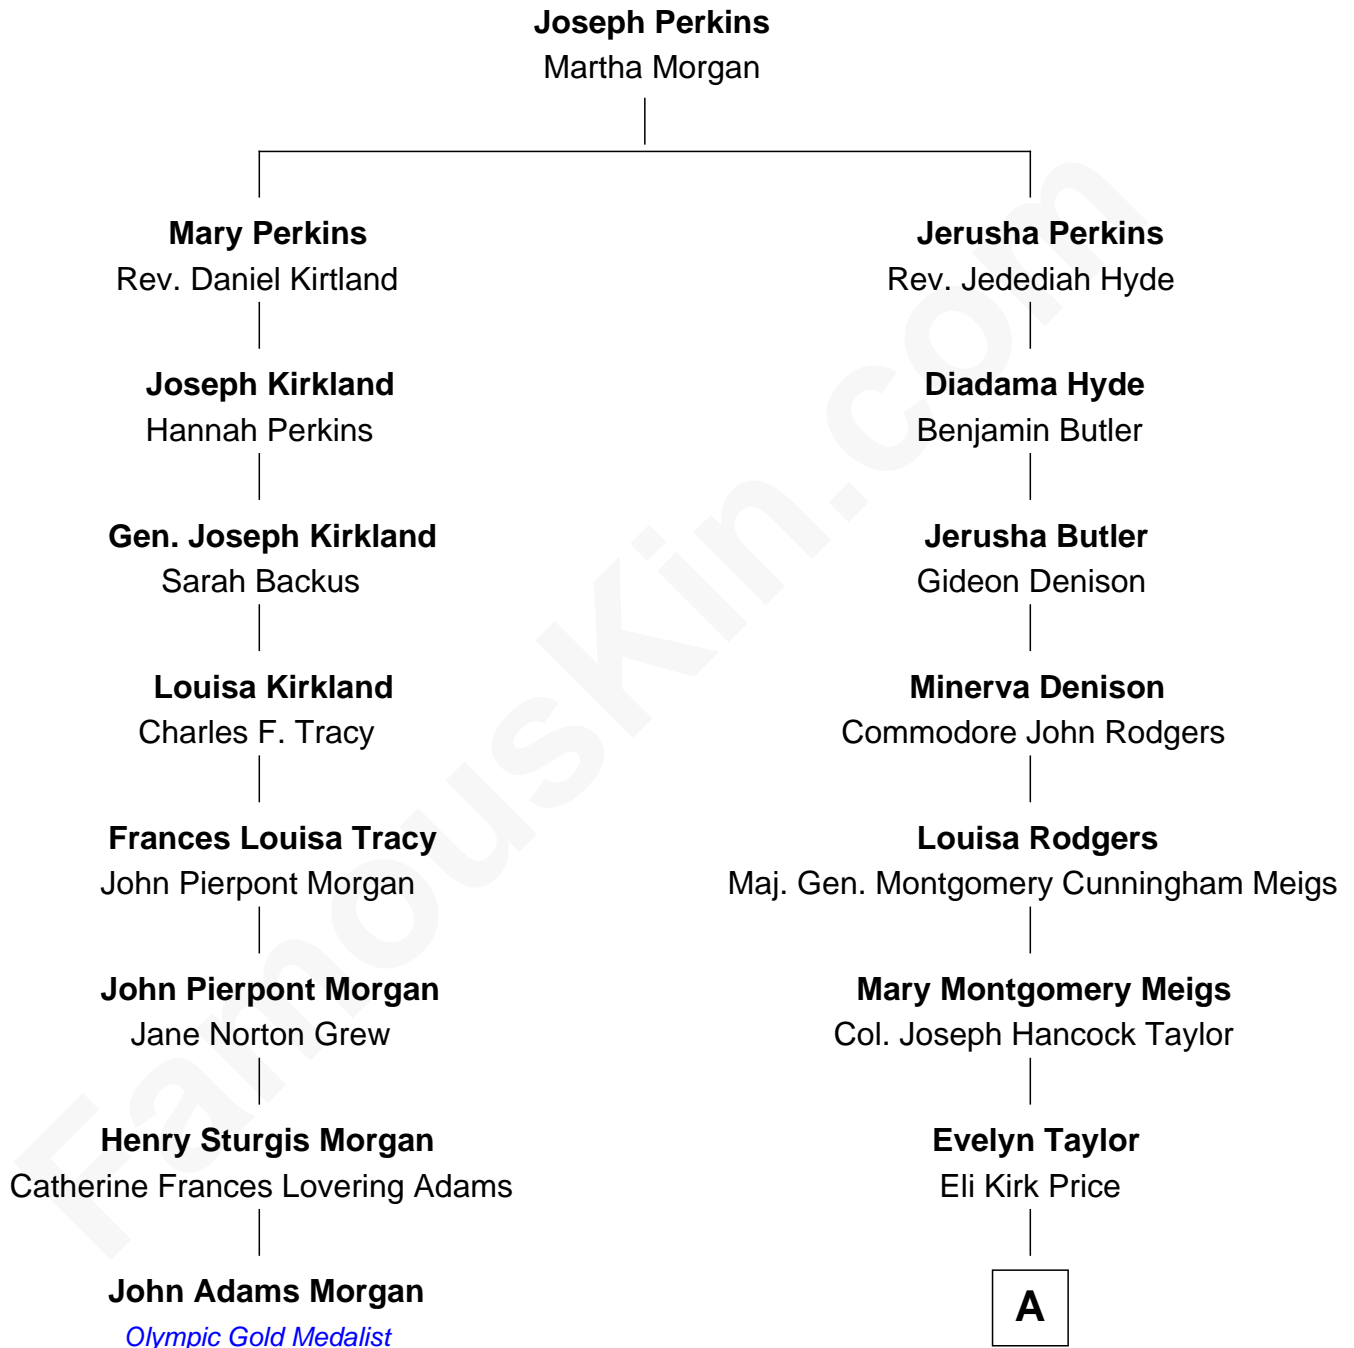 Joseph Perkins
Martha Morgan
Mary Perkins
Rev. Daniel Kirtland
Jerusha Perkins
Rev. Jedediah Hyde
Joseph Kirkland
Hannah Perkins
Diadama Hyde
Benjamin Butler
Gen. Joseph Kirkland
Sarah Backus
Jerusha Butler
Gideon Denison
Louisa Kirkland
Charles F. Tracy
Minerva Denison
Commodore John Rodgers
Frances Louisa Tracy
John Pierpont Morgan
Louisa Rodgers
Maj. Gen. Montgomery Cunningham Meigs
John Pierpont Morgan
Jane Norton Grew
Mary Montgomery Meigs
Col. Joseph Hancock Taylor
Henry Sturgis Morgan
Catherine Frances Lovering Adams
Evelyn Taylor
Eli Kirk Price
John Adams Morgan
Olympic Gold Medalist
A
FamousKin.com